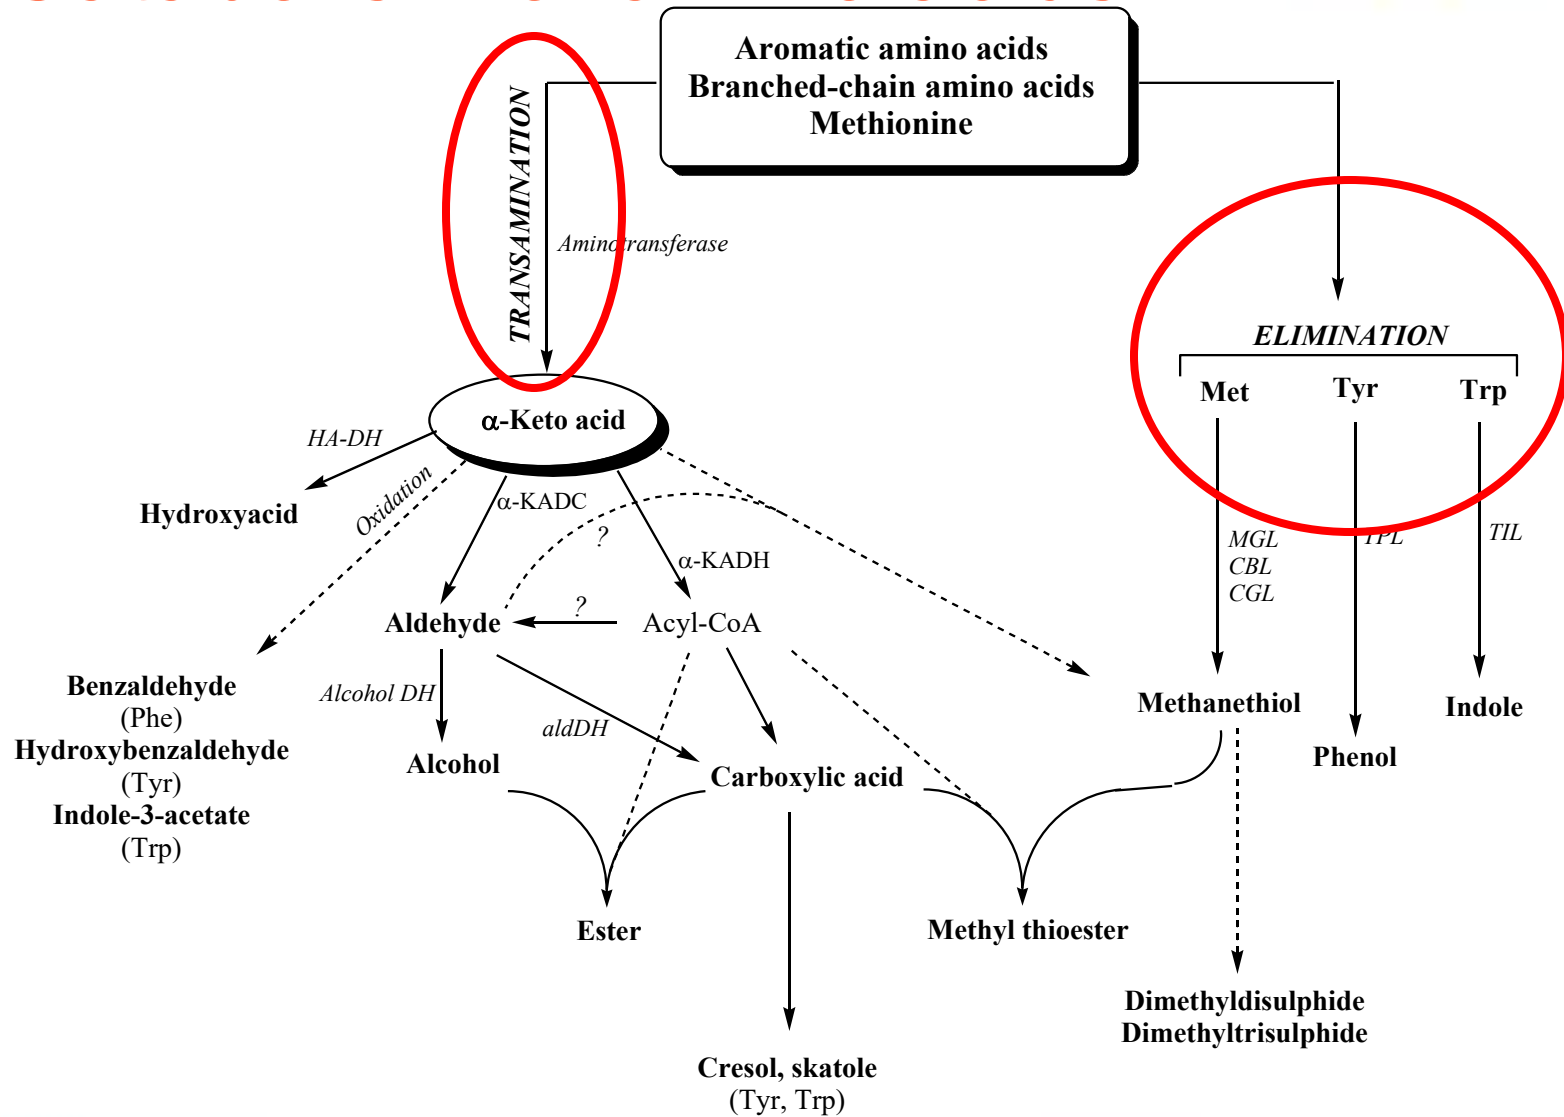 Aromatic amino acids
Branched-chain amino acids
Methionine
TRANSAMINATION
Aminotransferase
ELIMINATION
Met
Tyr
Trp
α-Keto acid
HA-DH
Oxidation
Hydroxyacid
α-KADC
?
α-KADH
MGL
CBL
CGL
TPL
TIL
Aldehyde
?
Acyl-CoA
Benzaldehyde
(Phe)
Hydroxybenzaldehyde
(Tyr)
Indole-3-acetate
(Trp)
Alcohol DH
aldDH
Alcohol
Carboxylic acid
Methanethiol
Phenol
Indole
Ester
Methyl thioester
Dimethyldisulphide
Dimethyltrisulphide
Cresol, skatole
(Tyr, Trp)